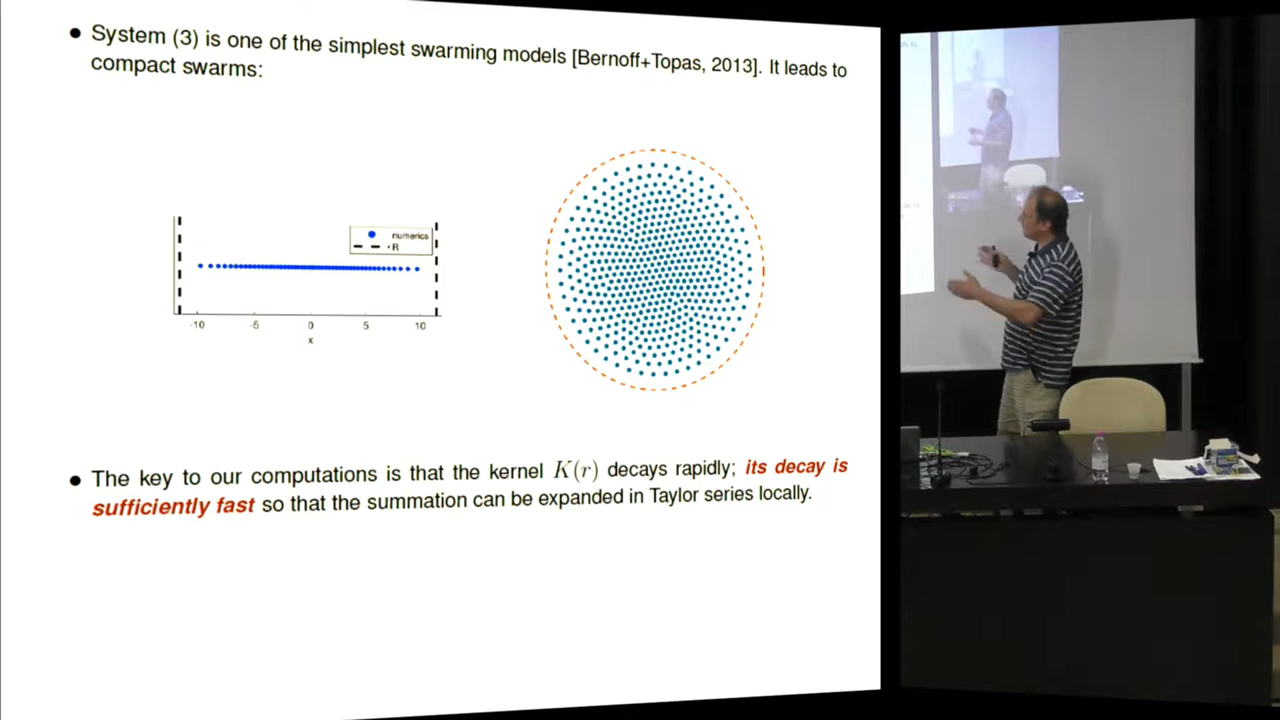 • System (3) is one of the simplest swarming models [Bernoff+Topas, 2013]. It leads to
compact swarms:
numerics
R
-10 -5 0 5 10
x
• The key to our computations is that the kernel K(r) decays rapidly; its decay is
sufficiently fast so that the summation can be expanded in Taylor series locally.